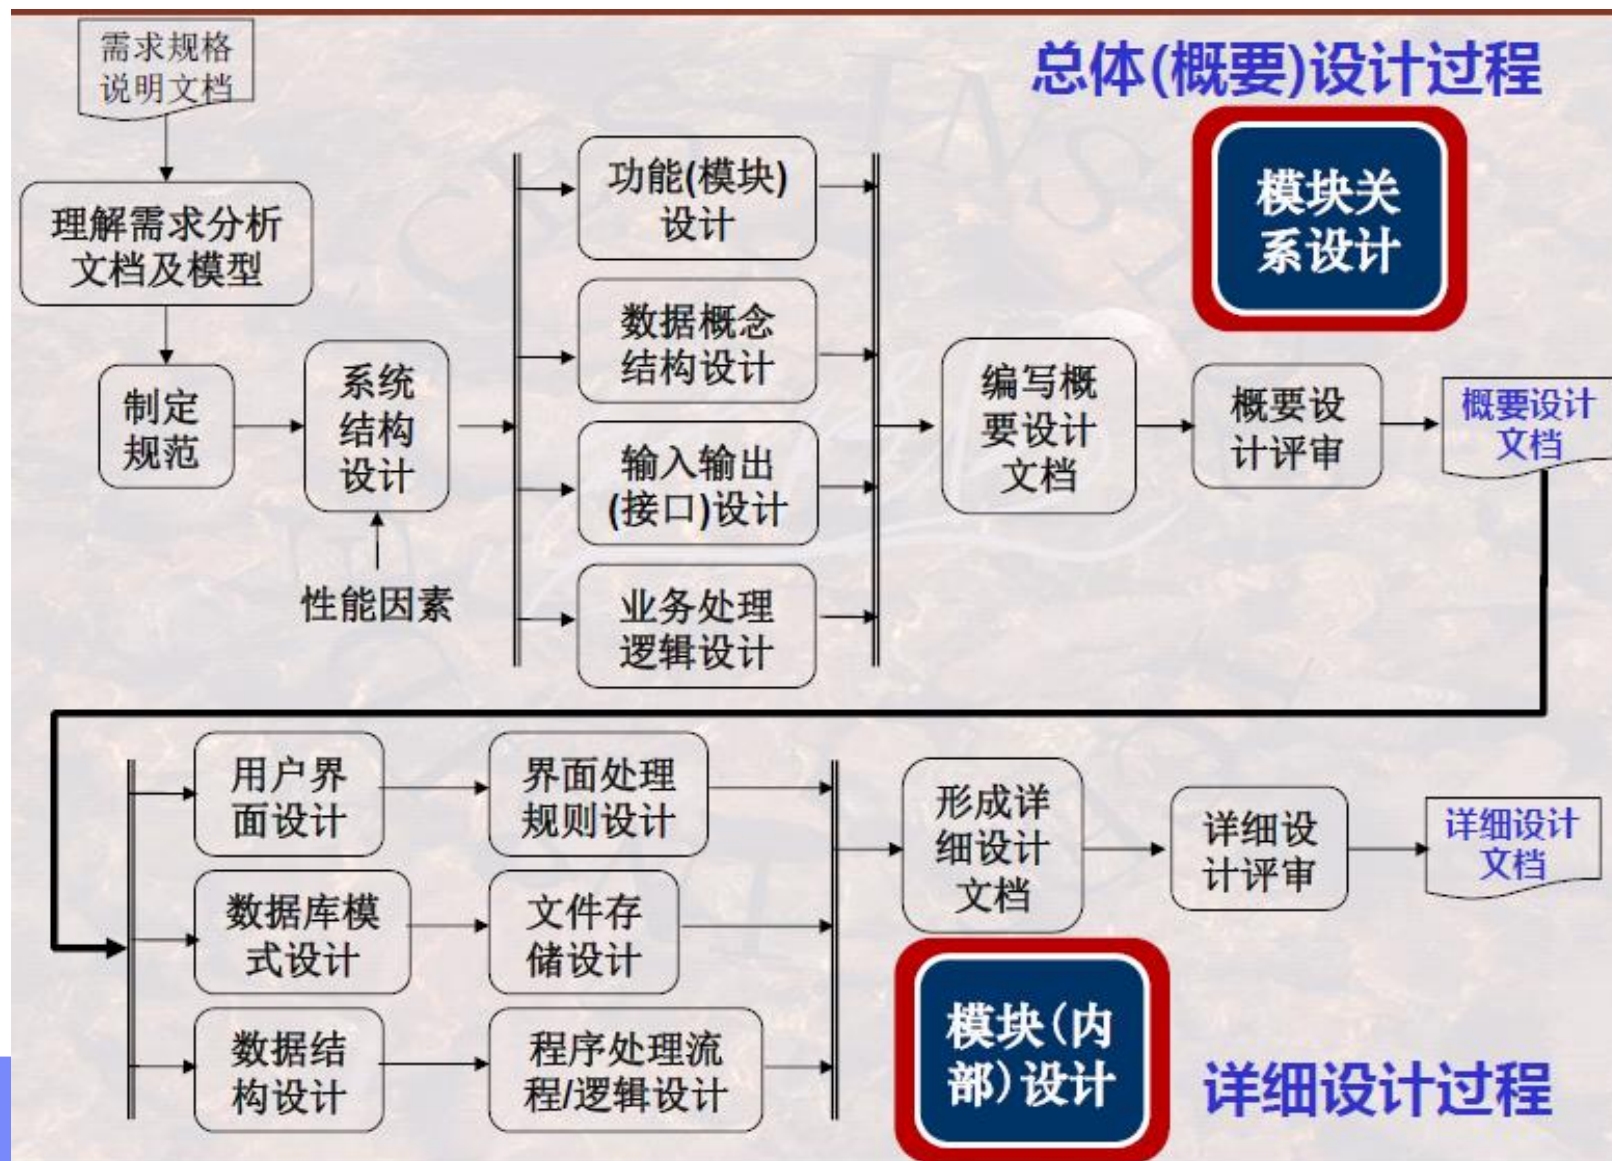 需求规格
说明文档
总体(概要)设计过程
模块关
系设计
理解需求分析
文档及模型
制定
规范
系统
结构
设计
性能因素
功能(模块)
设计
数据概念
结构设计
输入输出
(接口)设计
业务处理
逻辑设计
编写概
要设计
文档
概要设
计评审
概要设计
文档
用户界
面设计
界面处理
规则设计
数据库模
式设计
文件存
储设计
数据结
构设计
程序处理流
程/逻辑设计
形成详
细设计
文档
详细设
计评审
详细设计
文档
模块(内
部)设计
详细设计过程